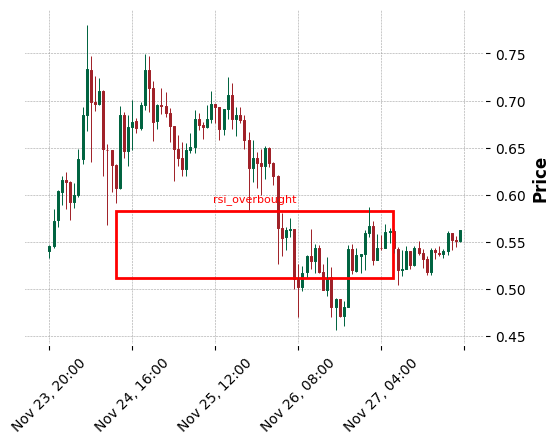 0.75
0.70
0.65
0.60
0.55
0.50
0.45
Price
rsi_overbought
Nov 23, 20:00
Nov 24, 16:00
Nov 25, 12:00
Nov 26, 08:00
Nov 27, 04:00